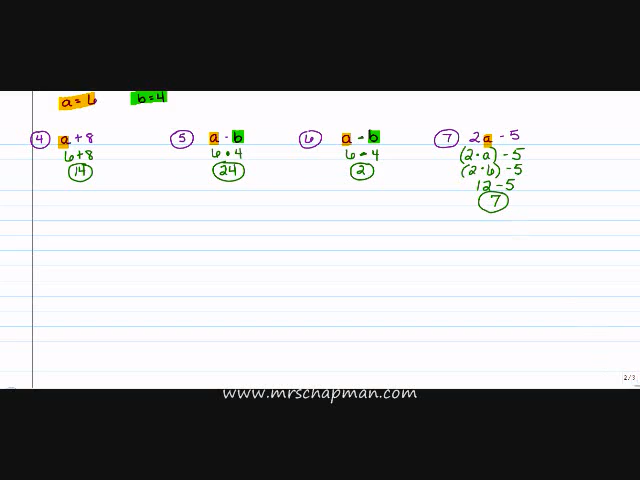 a = 6 b = 4
4 a + 8 5 a · b 6 a - b 7 2a - 5
6 + 8 6 • 4 6 - 4 (2 · a) - 5
14 24 2 (2 · 6) - 5
12 - 5
7
2/3
www.mrschapman.com